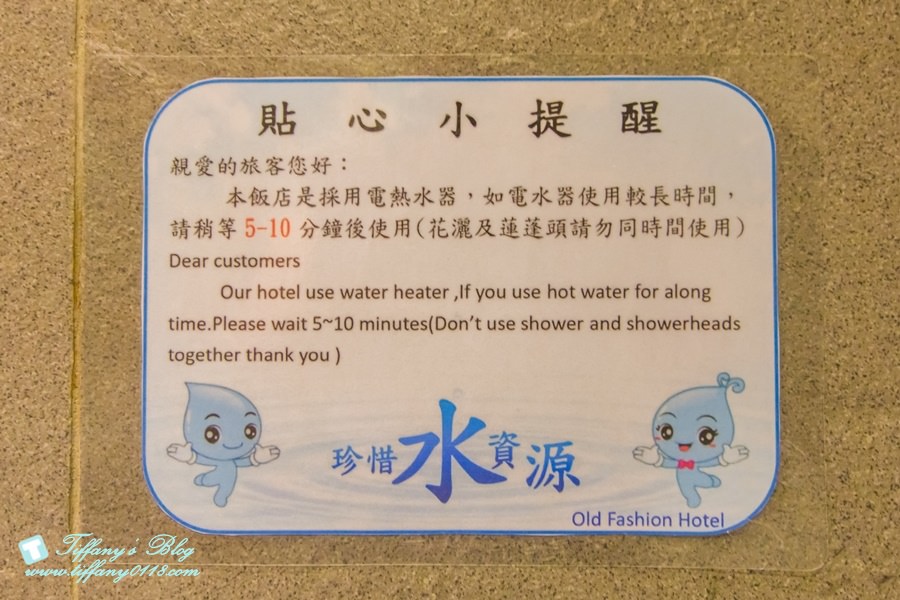 貼心小提醒
親愛的旅客您好：
本飯店是採用電熱水器，如電水器使用較長時間，
請稍等 5-10 分鐘後使用(花灑及蓮蓬頭請勿同時間使用)
Dear customers
Our hotel use water heater ,If you use hot water for along
time.Please wait 5~10 minutes(Don't use shower and showerheads
together thank you )
珍惜水資源
Old Fashion Hotel
T Tiffany's Blog
www.tiffany0118.com